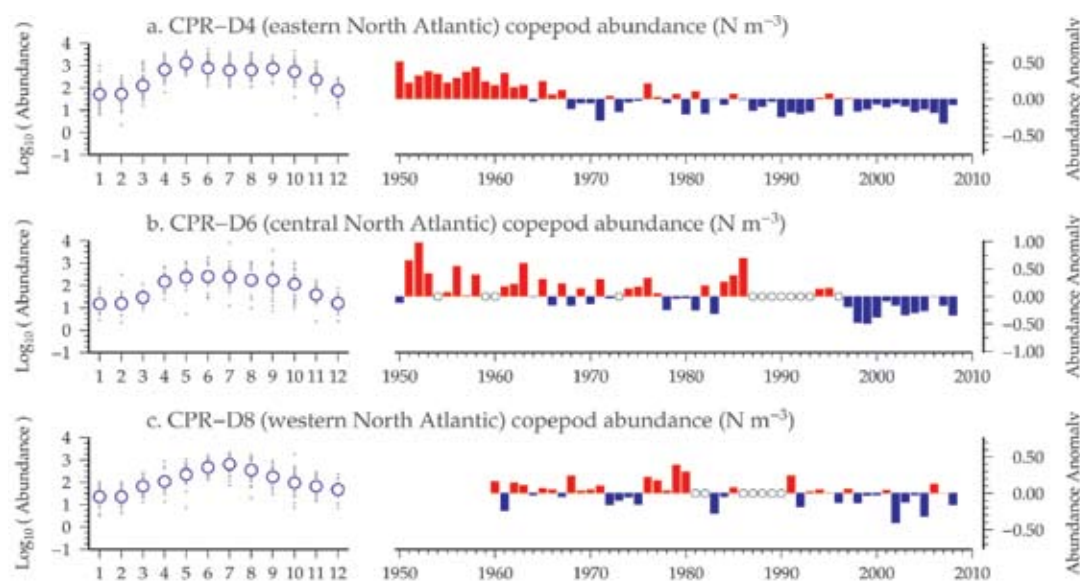 a. CPR−D4 (eastern North Atlantic) copepod abundance (N m⁻³)
Log₁₀ ( Abundance)
4
3
2
1
0
−1
1 2 3 4 5 6 7 8 9 10 11 12
1950 1960 1970 1980 1990 2000 2010
0.50
0.00
−0.50
Abundance Anomaly
b. CPR−D6 (central North Atlantic) copepod abundance (N m⁻³)
Log₁₀ ( Abundance)
4
3
2
1
0
−1
1 2 3 4 5 6 7 8 9 10 11 12
1950 1960 1970 1980 1990 2000 2010
1.00
0.50
0.00
−0.50
−1.00
Abundance Anomaly
c. CPR−D8 (western North Atlantic) copepod abundance (N m⁻³)
Log₁₀ ( Abundance)
4
3
2
1
0
−1
1 2 3 4 5 6 7 8 9 10 11 12
1950 1960 1970 1980 1990 2000 2010
0.50
0.00
−0.50
Abundance Anomaly